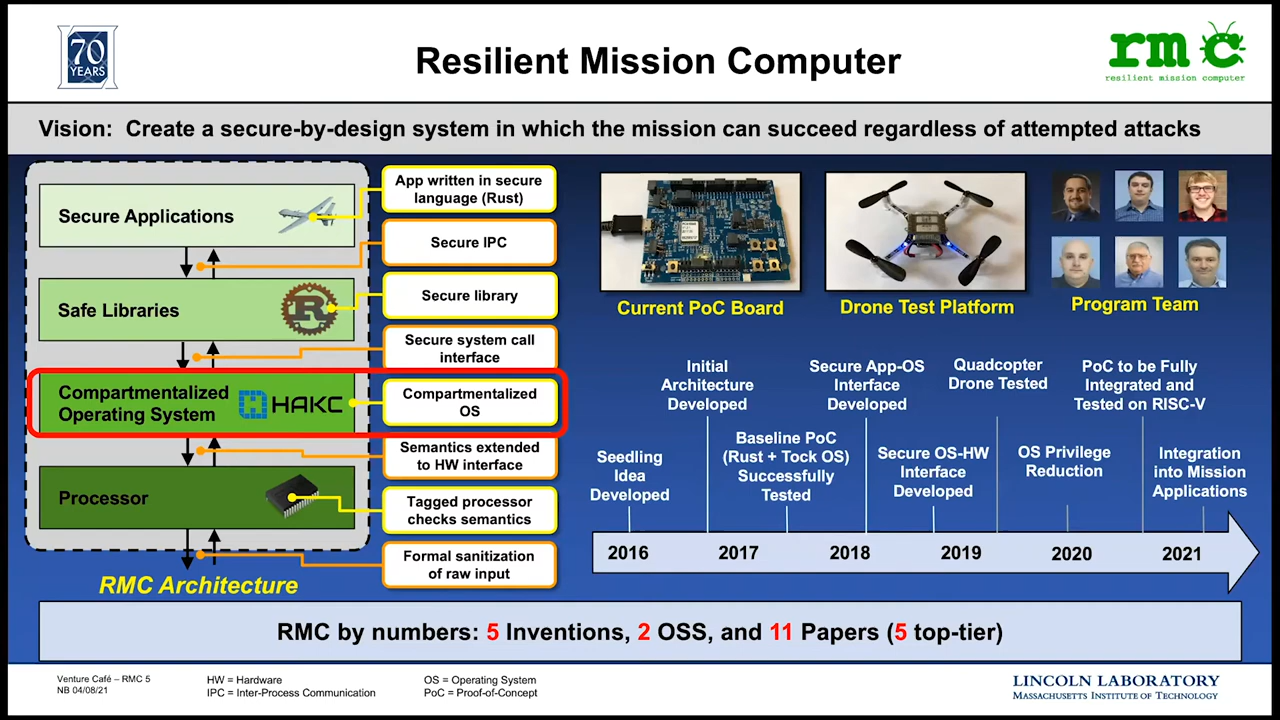 70
YEARS
Resilient Mission Computer
rmc
resilient mission computer
Vision: Create a secure-by-design system in which the mission can succeed regardless of attempted attacks
Secure Applications
App written in secure
language (Rust)
Secure IPC
Safe Libraries
R
Secure library
Secure system call
interface
Compartmentalized
Operating System
HAKC
Compartmentalized
OS
Semantics extended
to HW interface
Processor
Tagged processor
checks semantics
Formal sanitization
of raw input
RMC Architecture
Current PoC Board
Drone Test Platform
Program Team
Initial
Architecture
Developed
Secure App-OS
Interface
Developed
Quadcopter
Drone Tested
PoC to be Fully
Integrated and
Tested on RISC-V
Seedling
Idea
Developed
Baseline PoC
(Rust + Tock OS)
Successfully
Tested
Secure OS-HW
Interface
Developed
OS Privilege
Reduction
Integration
into Mission
Applications
2016
2017
2018
2019
2020
2021
RMC by numbers: 5 Inventions, 2 OSS, and 11 Papers (5 top-tier)
Venture Café – RMC 5
NB 04/08/21
HW = Hardware
IPC = Inter-Process Communication
OS = Operating System
PoC = Proof-of-Concept
LINCOLN LABORATORY
MASSACHUSETTS INSTITUTE OF TECHNOLOGY